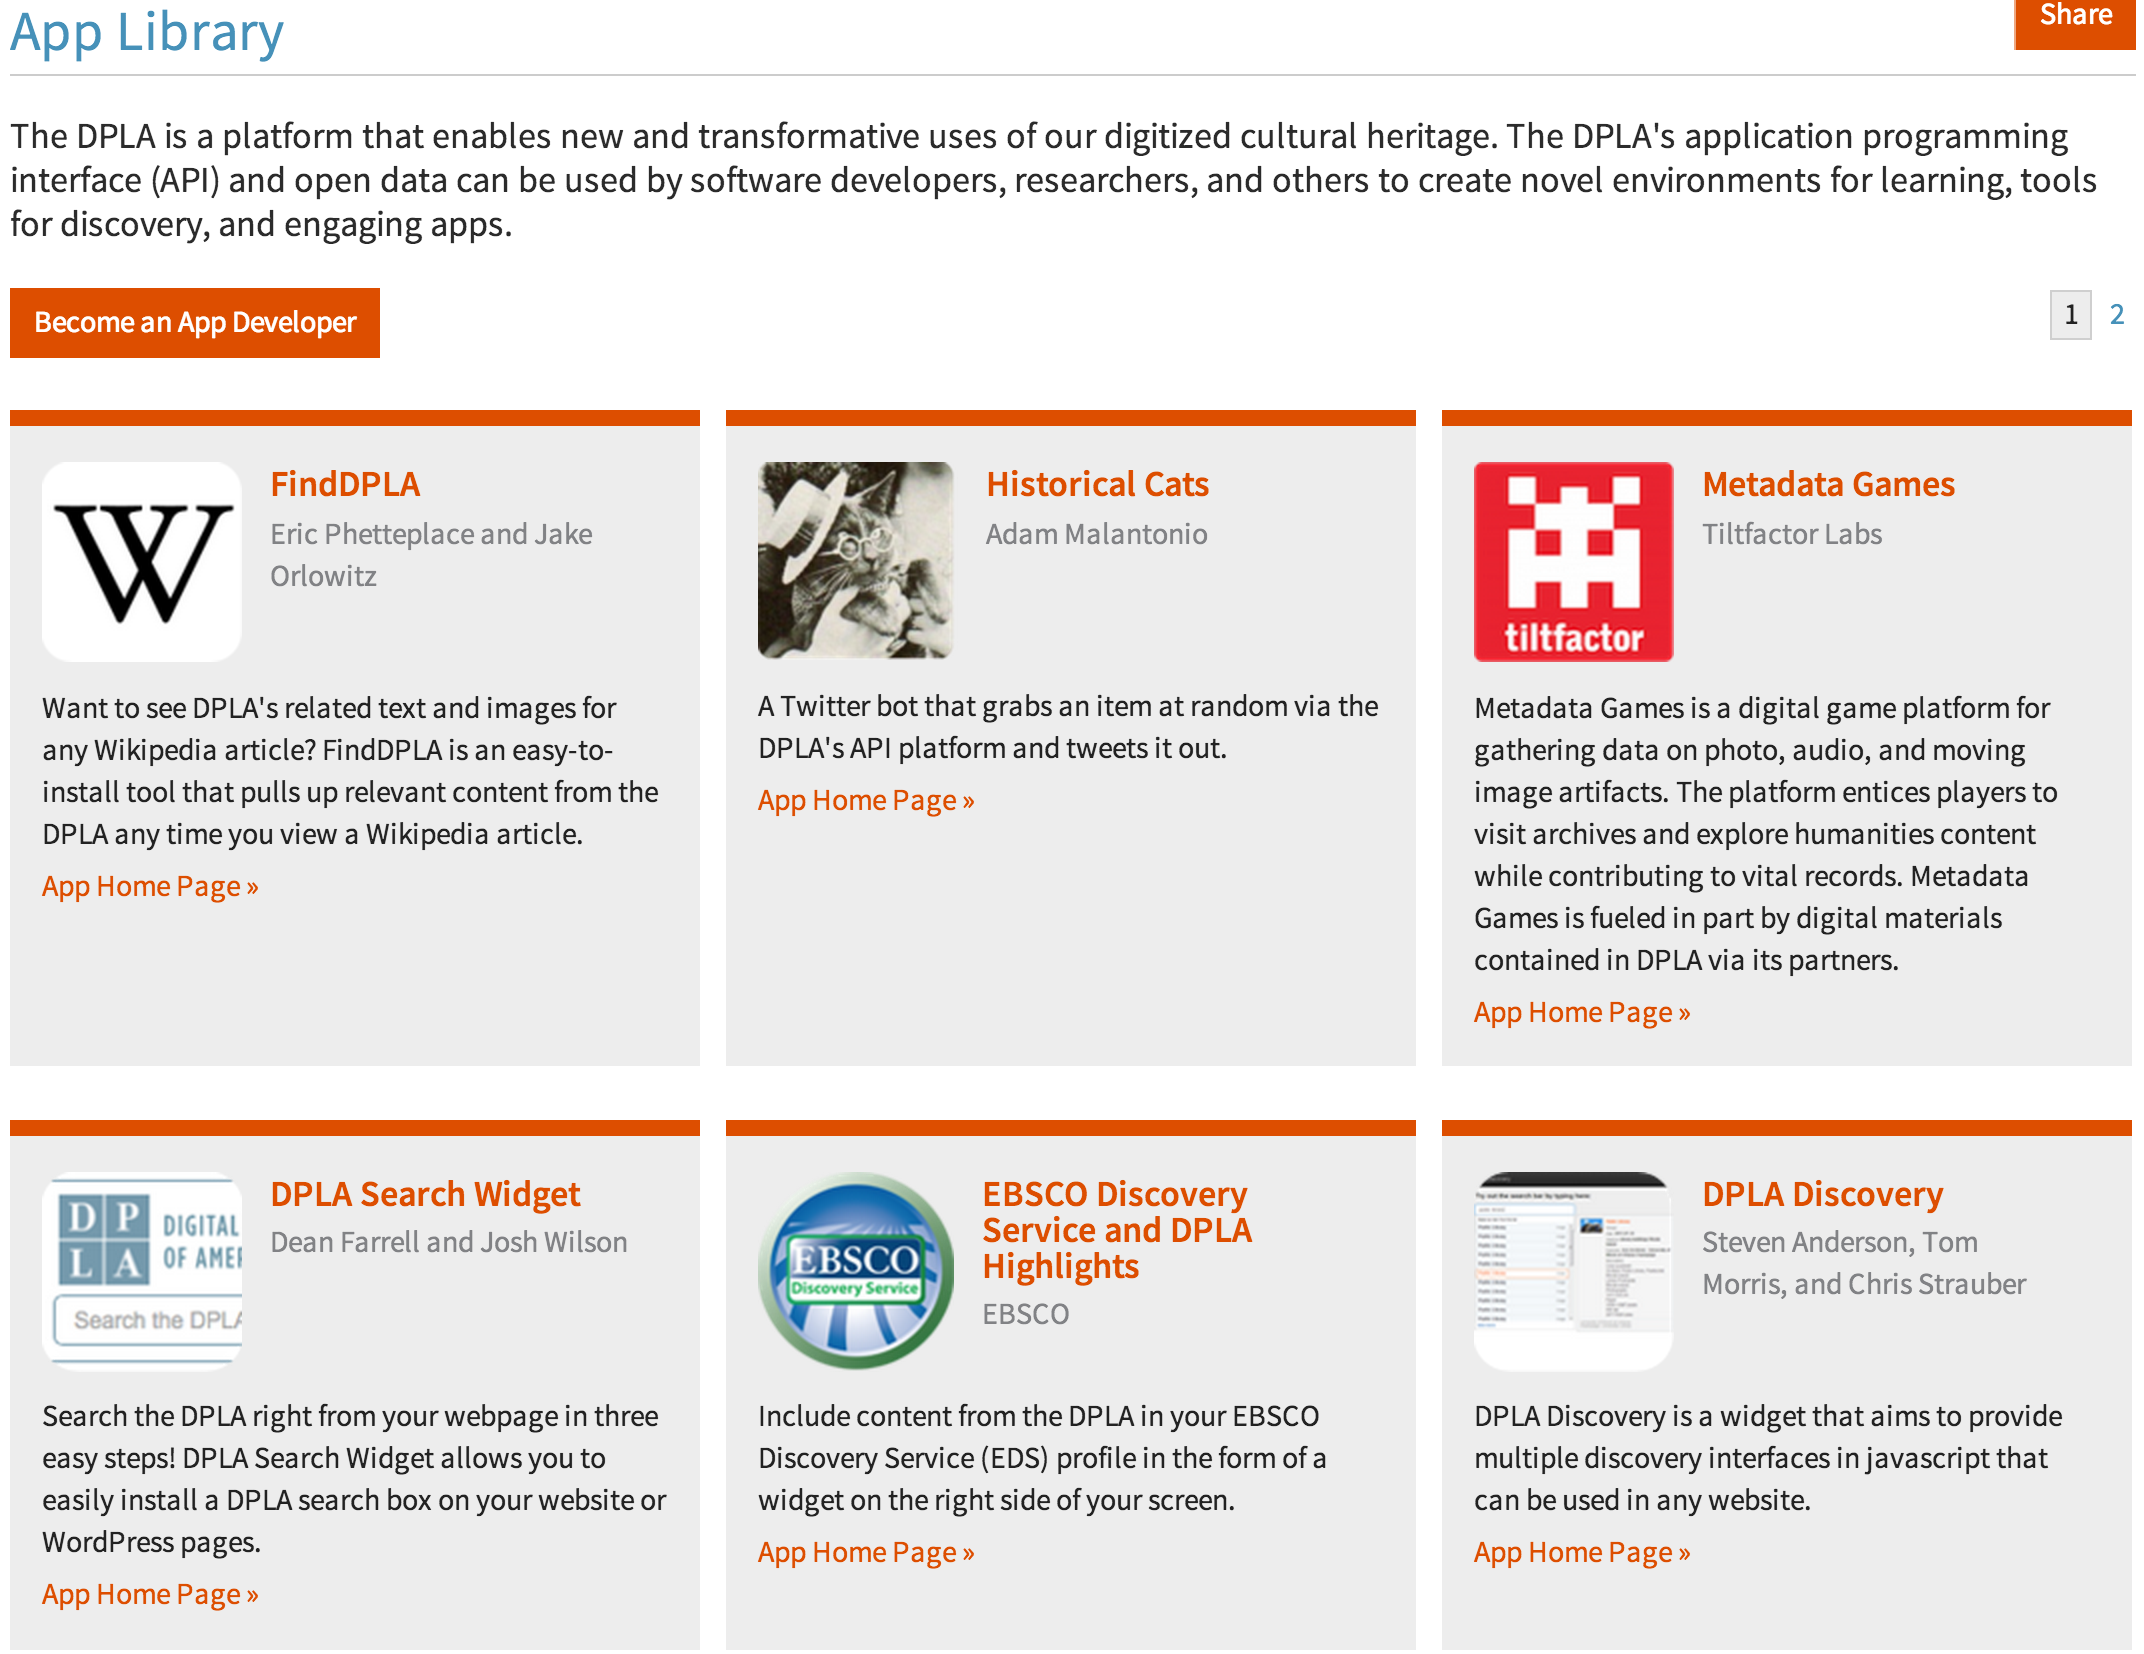 App Library
Share
The DPLA is a platform that enables new and transformative uses of our digitized cultural heritage. The DPLA's application programming
interface (API) and open data can be used by software developers, researchers, and others to create novel environments for learning, tools
for discovery, and engaging apps.
Become an App Developer
1 2
FindDPLA
Eric Phetteplace and Jake
Orlowitz
W
Want to see DPLA's related text and images for
any Wikipedia article? FindDPLA is an easy-to-
install tool that pulls up relevant content from the
DPLA any time you view a Wikipedia article.
App Home Page »
Historical Cats
Adam Malantonio
A Twitter bot that grabs an item at random via the
DPLA's API platform and tweets it out.
App Home Page »
Metadata Games
Tiltfactor Labs
tiltfactor
Metadata Games is a digital game platform for
gathering data on photo, audio, and moving
image artifacts. The platform entices players to
visit archives and explore humanities content
while contributing to vital records. Metadata
Games is fueled in part by digital materials
contained in DPLA via its partners.
App Home Page »
DPLA Search Widget
Dean Farrell and Josh Wilson
D P
L A
DIGITAL
OF AMER
Search the DPLA
Search the DPLA right from your webpage in three
easy steps! DPLA Search Widget allows you to
easily install a DPLA search box on your website or
WordPress pages.
App Home Page »
EBSCO Discovery
Service and DPLA
Highlights
EBSCO
EBSCO
Discovery Service
Include content from the DPLA in your EBSCO
Discovery Service (EDS) profile in the form of a
widget on the right side of your screen.
App Home Page »
DPLA Discovery
Steven Anderson, Tom
Morris, and Chris Strauber
Try out the search bar by typing here:
DPLA Discovery is a widget that aims to provide
multiple discovery interfaces in javascript that
can be used in any website.
App Home Page »